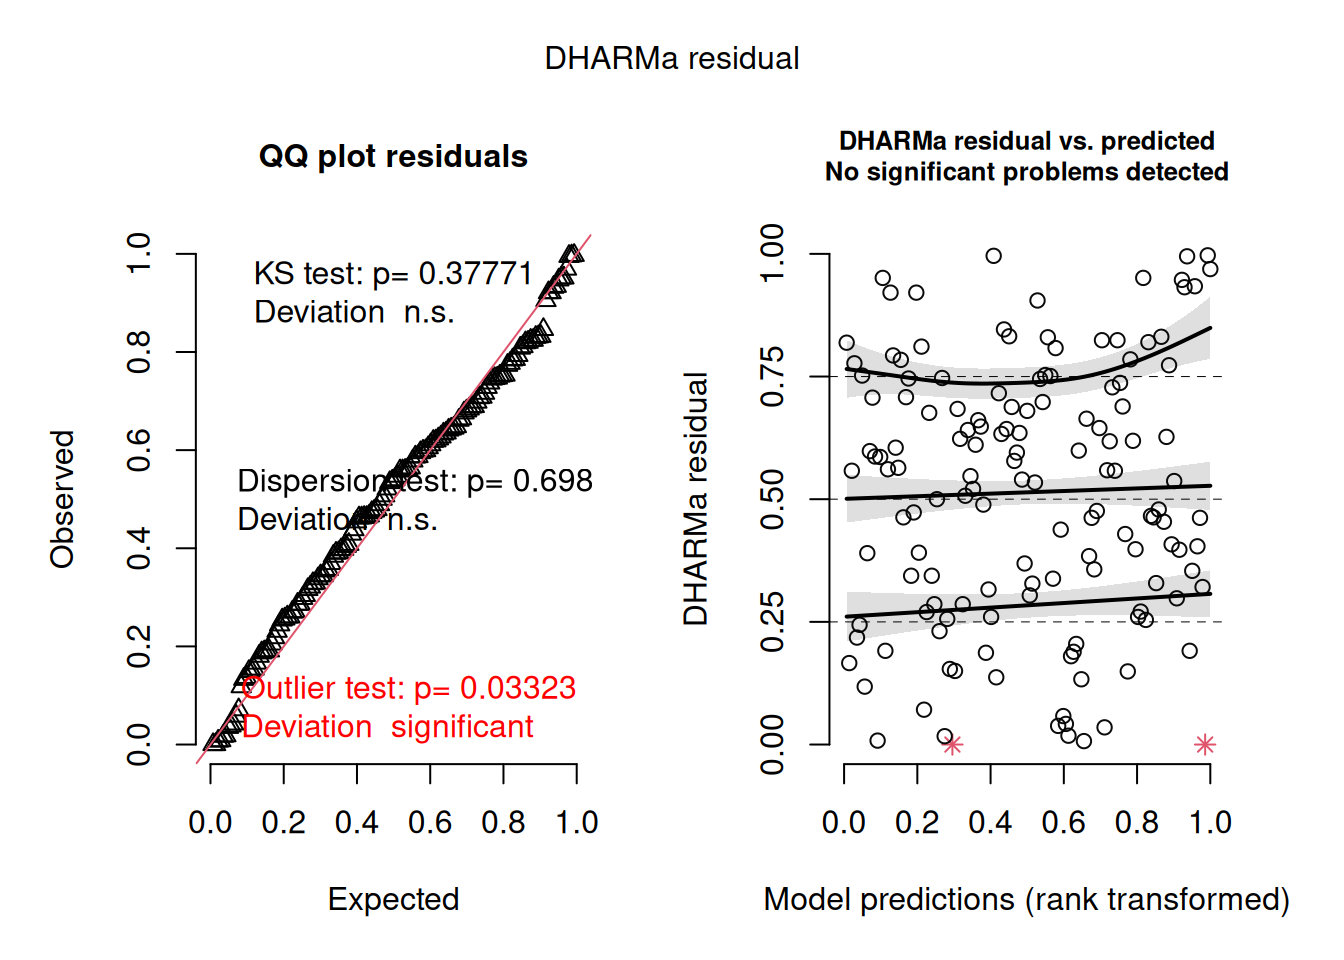 DHARMa residual
QQ plot residuals
KS test: p= 0.37771
Deviation  n.s.
Dispersion test: p= 0.698
Deviation  n.s.
Outlier test: p= 0.03323
Deviation  significant
Observed
0.0 0.2 0.4 0.6 0.8 1.0
0.0 0.2 0.4 0.6 0.8 1.0
Expected
DHARMa residual vs. predicted
No significant problems detected
DHARMa residual
0.00 0.25 0.50 0.75 1.00
0.0 0.2 0.4 0.6 0.8 1.0
Model predictions (rank transformed)